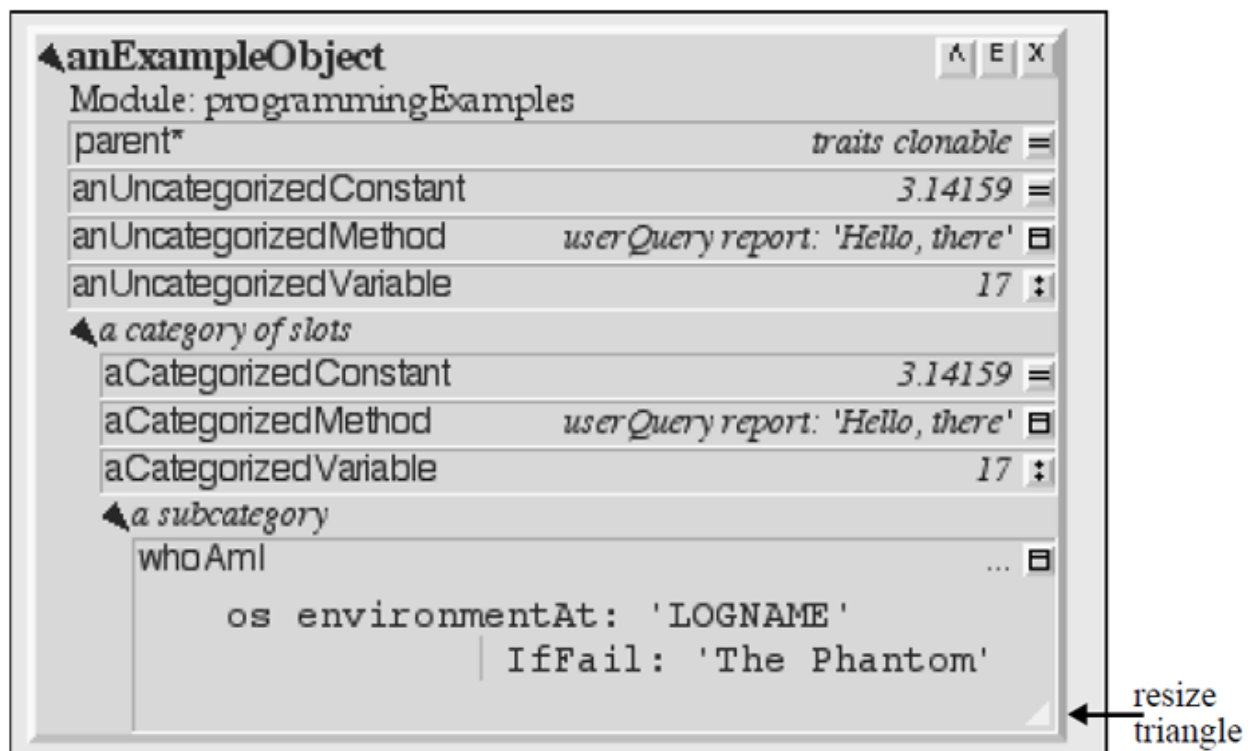 anExampleObject
Λ E X
Module: programmingExamples
parent* traits clonable =
anUncategorizedConstant 3.14159 =
anUncategorizedMethod userQuery report: 'Hello, there'
anUncategorizedVariable 17
a category of slots
aCategorizedConstant 3.14159 =
aCategorizedMethod userQuery report: 'Hello, there'
aCategorizedVariable 17
a subcategory
whoAmI ...
os environmentAt: 'LOGNAME'
IfFail: 'The Phantom'
resize
triangle